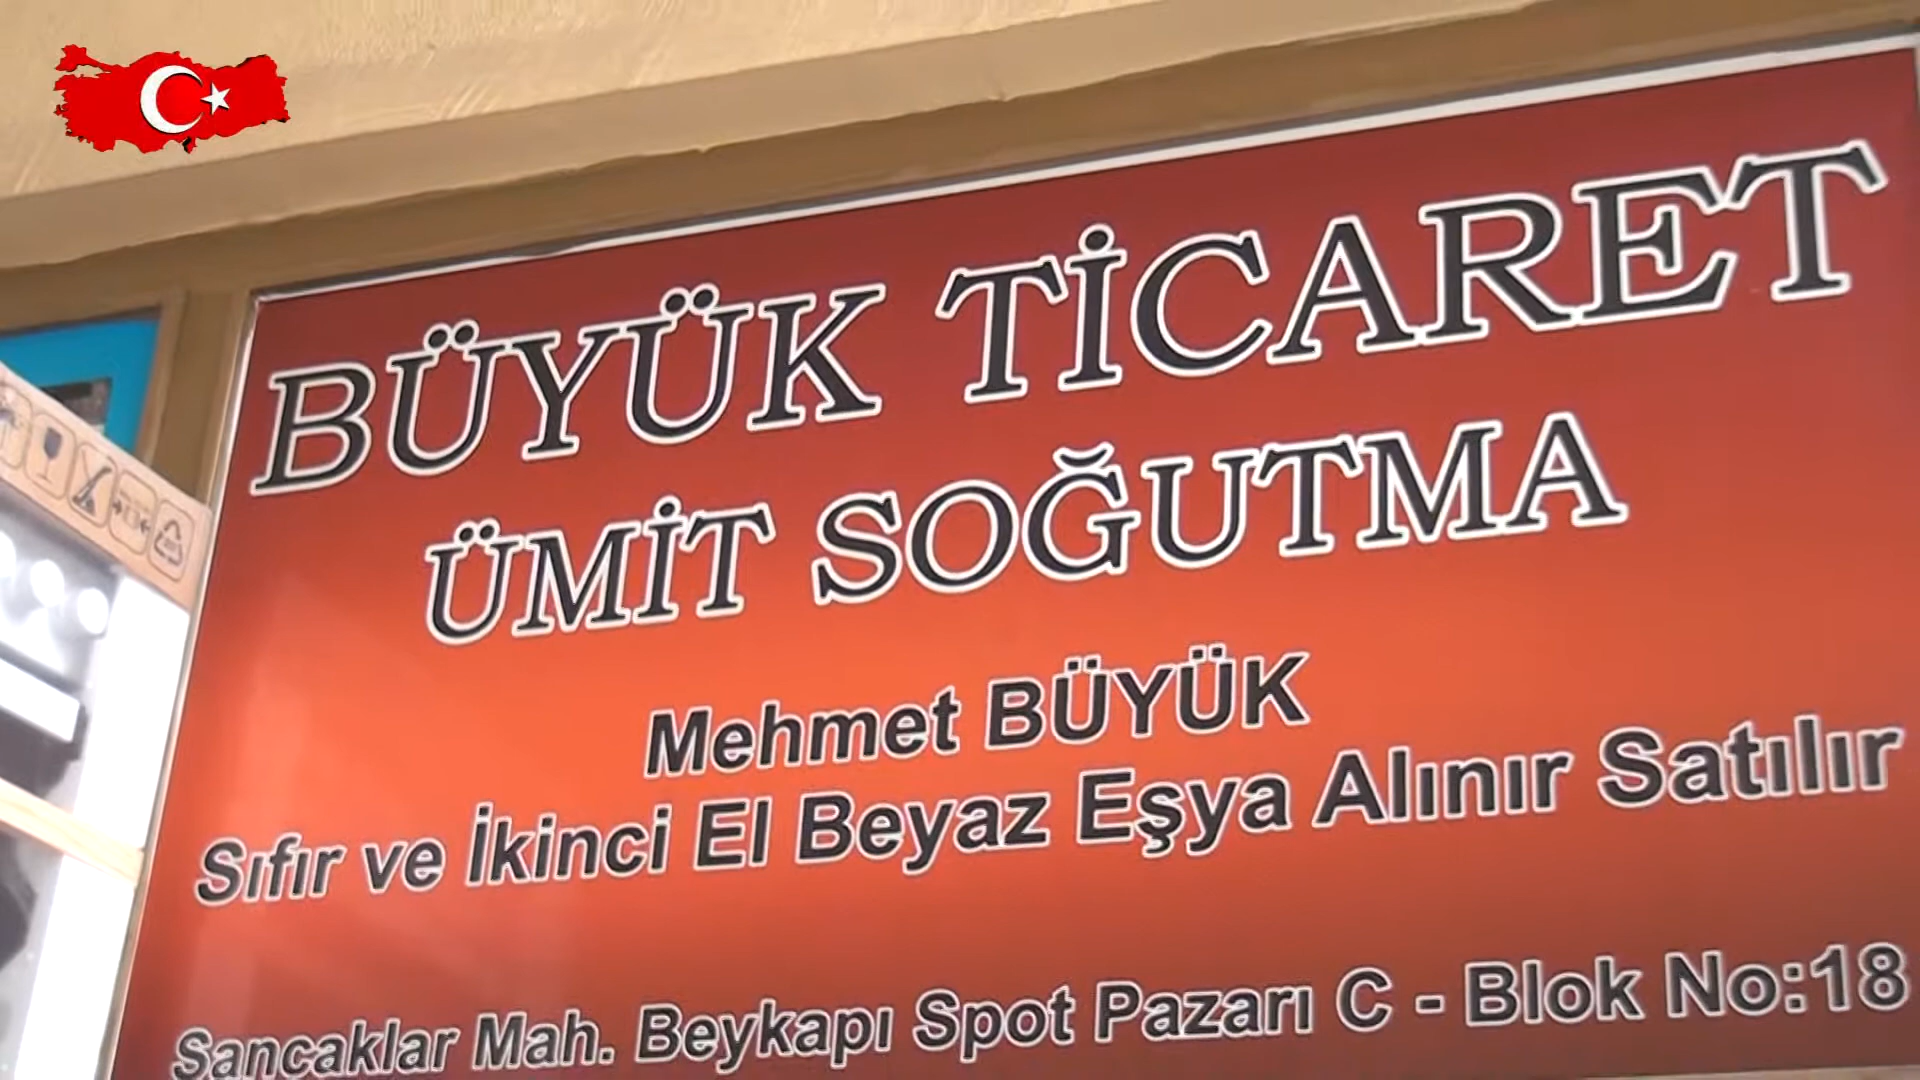 BÜYÜK TİCARET
ÜMİT SOĞUTMA
Mehmet BÜYÜK
Sıfır ve İkinci El Beyaz Eşya Alınır Satılır
Sancaklar Mah. Beykapı Spot Pazarı C - Blok No:18